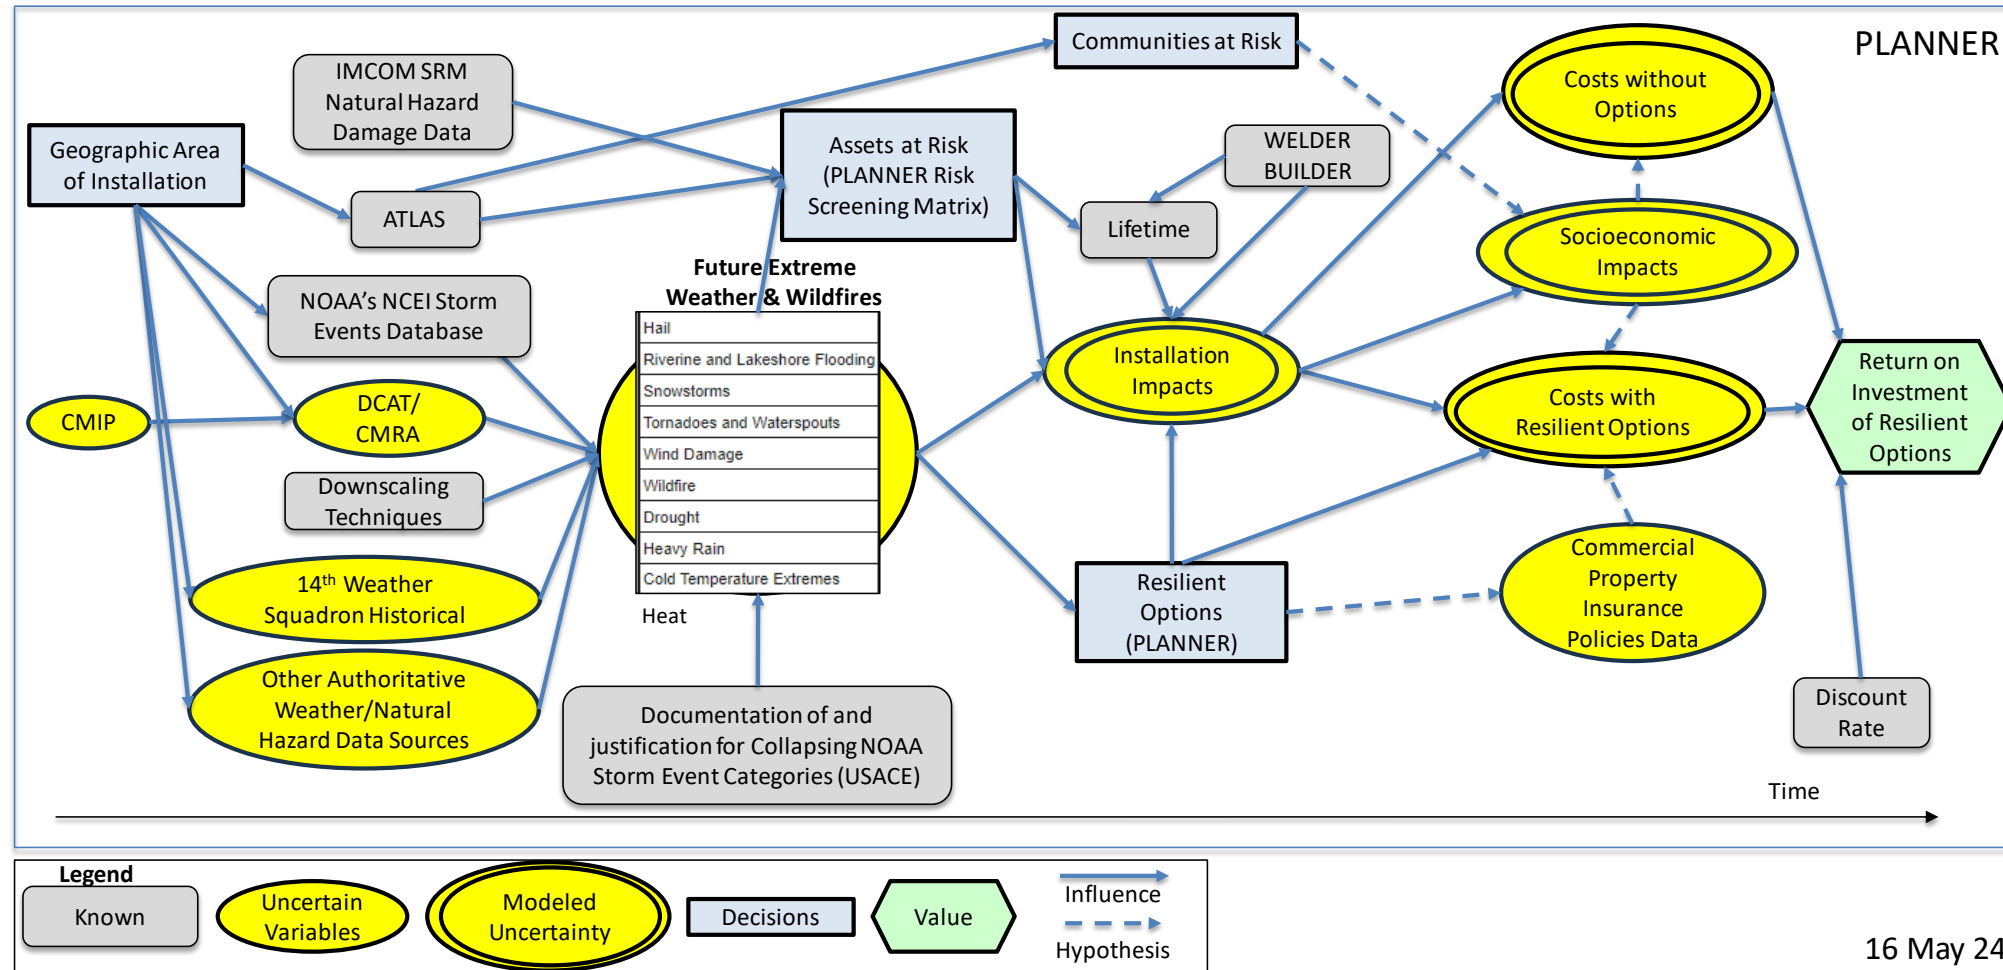 PLANNER
Communities at Risk
Costs without
Options
IMCOM SRM
Natural Hazard
Damage Data
Geographic Area
of Installation
Assets at Risk
(PLANNER Risk
Screening Matrix)
WELDER
BUILDER
ATLAS
Lifetime
Socioeconomic
Impacts
Future Extreme
Weather & Wildfires
NOAA's NCEI Storm
Events Database
Hail
Riverine and Lakeshore Flooding
Snowstorms
Tornadoes and Waterspouts
Wind Damage
Wildfire
Drought
Heavy Rain
Cold Temperature Extremes
Heat
Installation
Impacts
Return on
Investment
of Resilient
Options
CMIP
DCAT/
CMRA
Costs with
Resilient Options
Downscaling
Techniques
14th Weather
Squadron Historical
Resilient
Options
(PLANNER)
Commercial
Property
Insurance
Policies Data
Other Authoritative
Weather/Natural
Hazard Data Sources
Documentation of and
justification for Collapsing NOAA
Storm Event Categories (USACE)
Discount
Rate
Time
Legend
Known
Uncertain
Variables
Modeled
Uncertainty
Decisions
Value
Influence
Hypothesis
16 May 24